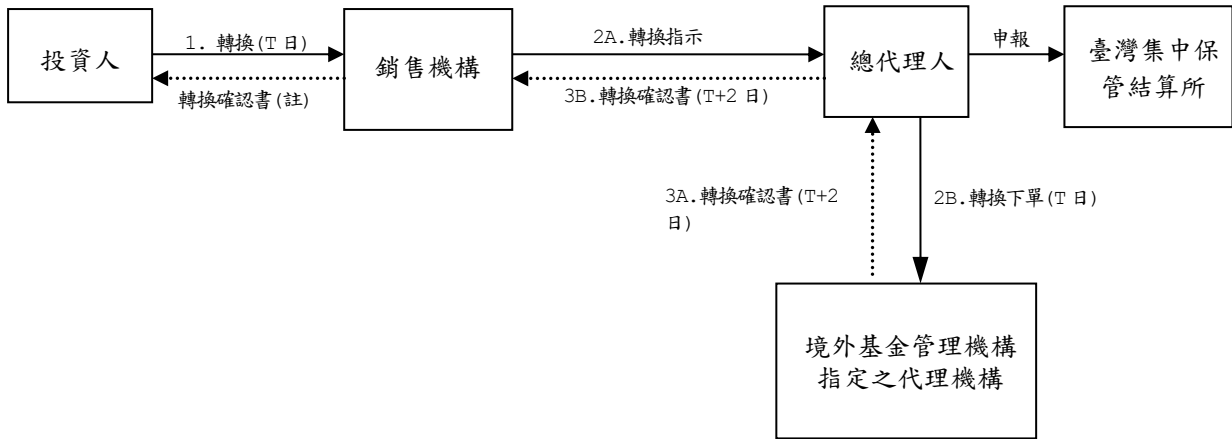 1. 轉換(T 日)
投資人
轉換確認書(註)
銷售機構
2A.轉換指示
3B.轉換確認書(T+2 日)
總代理人
申報
臺灣集中保
管結算所
3A.轉換確認書(T+2
日)
2B.轉換下單(T 日)
境外基金管理機構
指定之代理機構